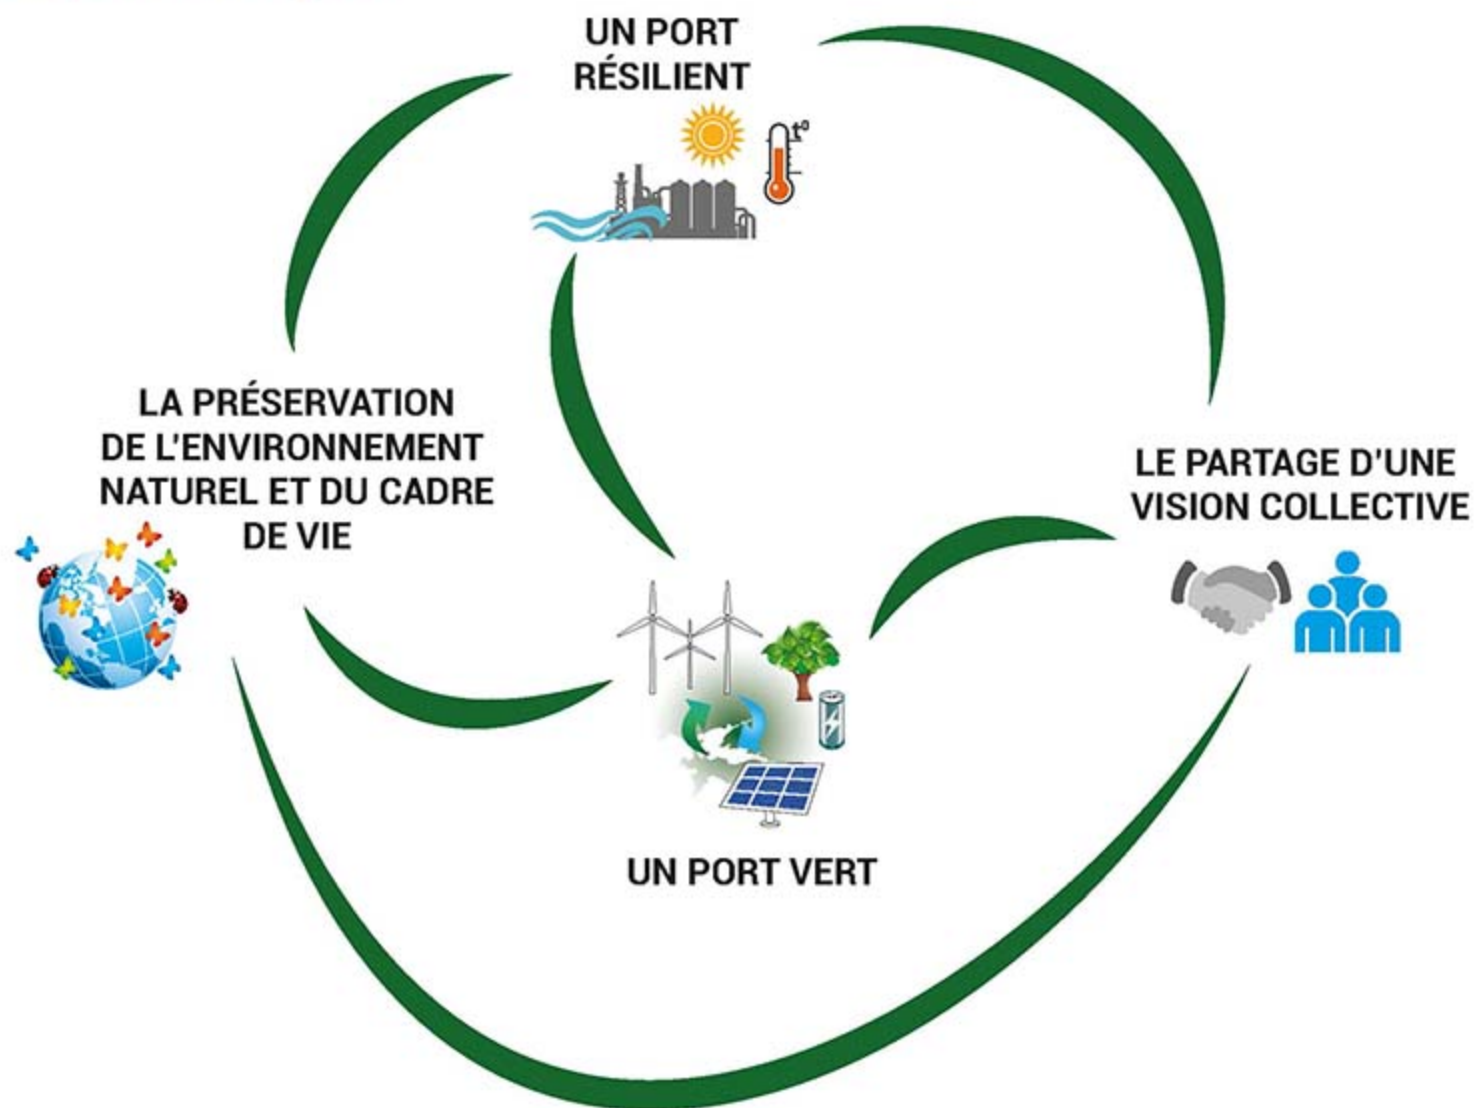 UN PORT
RÉSILIENT
t⁰
LA PRÉSERVATION
DE L'ENVIRONNEMENT
NATUREL ET DU CADRE
DE VIE
LE PARTAGE D'UNE
VISION COLLECTIVE
UN PORT VERT